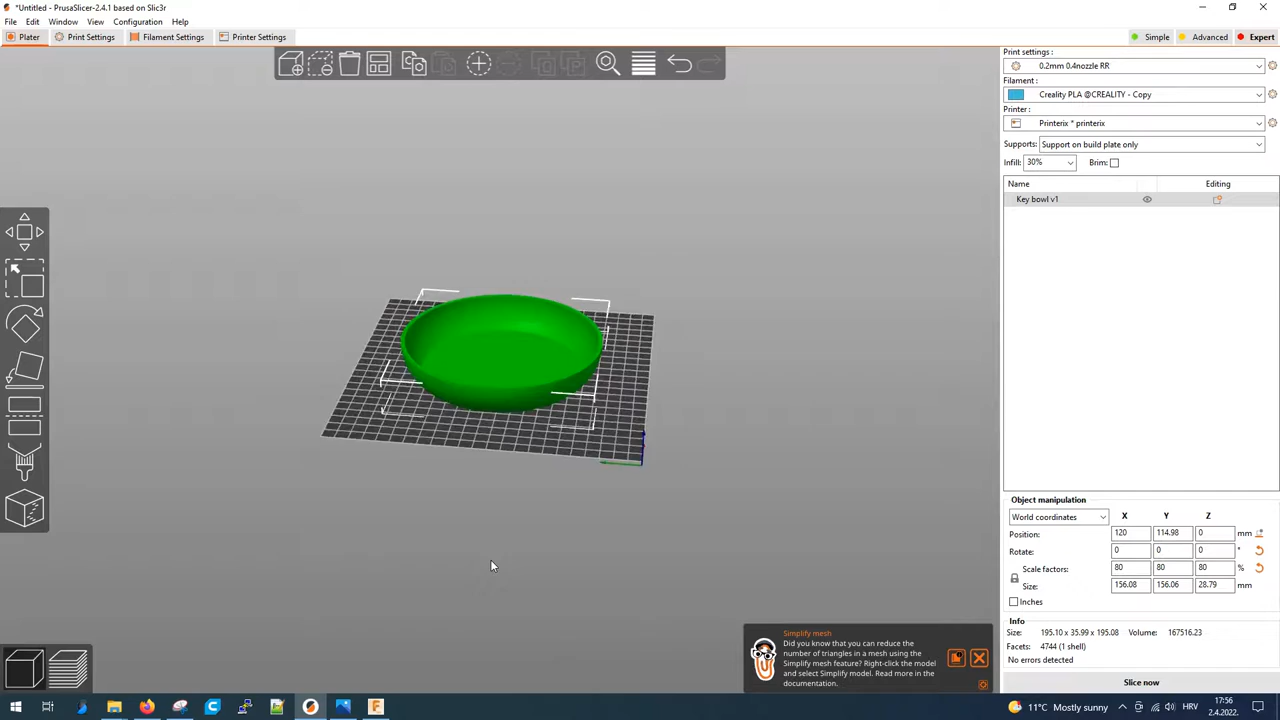 *Untitled - PrusaSlicer-2.4.1 based on Slic3r
File Edit Window View Configuration Help
Plater Print Settings Filament Settings Printer Settings Simple Advanced Expert
Print settings:
0.2mm 0.4nozzle RR
Filament:
Creality PLA @CREALITY - Copy
Printer :
Printerix * printerix
Supports: Support on build plate only
Infill: 30% Brim:
Name Editing
Key bowl v1
Object manipulation
World coordinates X Y Z
Position: 120 114.98 0 mm
Rotate: 0 0 0 °
Scale factors: 80 80 80 %
Size: 156.08 156.06 28.79 mm
Inches
Info
Size: 195.10 x 35.99 x 195.08 Volume: 167516.23
Facets: 4744 (1 shell)
No errors detected
Slice now
Simplify mesh
Did you know that you can reduce the
number of triangles in a mesh using the
Simplify mesh feature? Right-click the model
and select Simplify model. Read more in the
documentation.
11°C Mostly sunny HRV 17:56
2.4.2022.